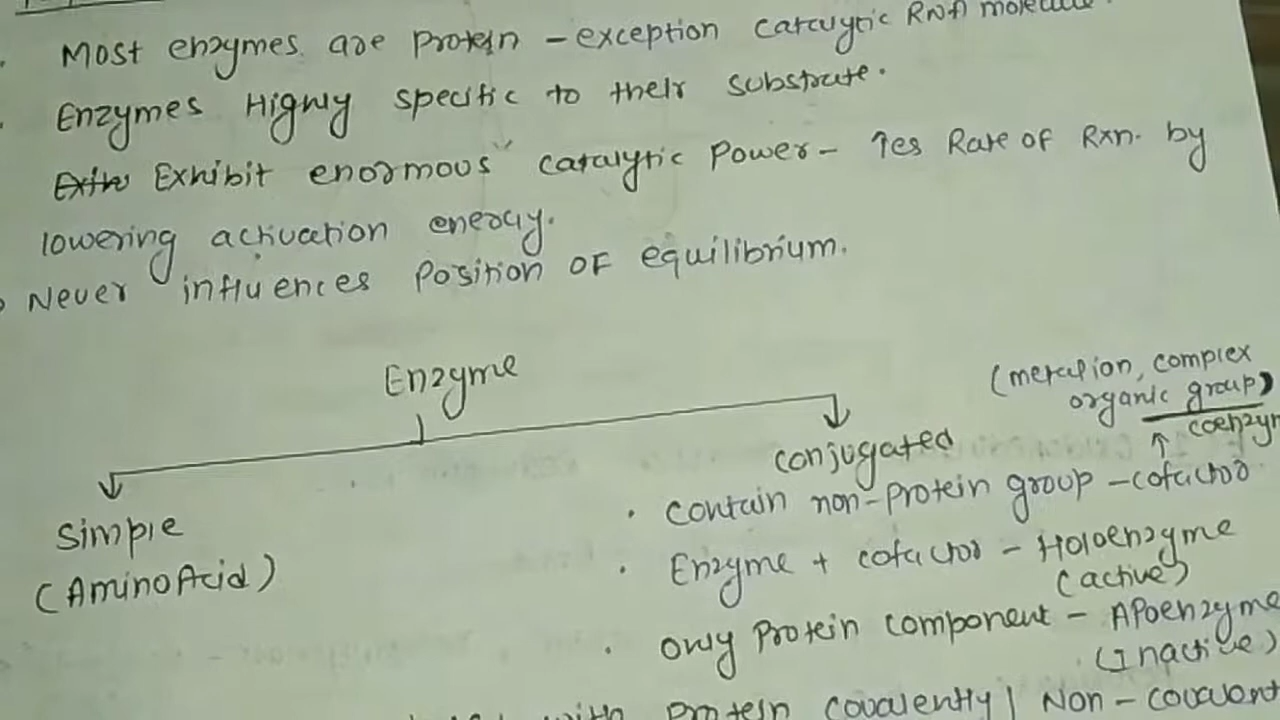 Most enzymes are Protein - exception catalytic RNA molecule.
Enzymes Highly specific to their substrate.
Exhibit enormous catalytic Power - ↑es Rate of Rxn. by
lowering activation energy.
Never influences Position OF equilibrium.
Enzyme
(metal ion, complex
organic group)
coenzym
Simple
(Amino Acid)
Conjugated
• contain non-protein group - cofactor
• Enzyme + cofactor - Holoenzyme
(active)
• only Protein component - APoenzyme
(Inactive)
with Protein covalently / Non-covalent